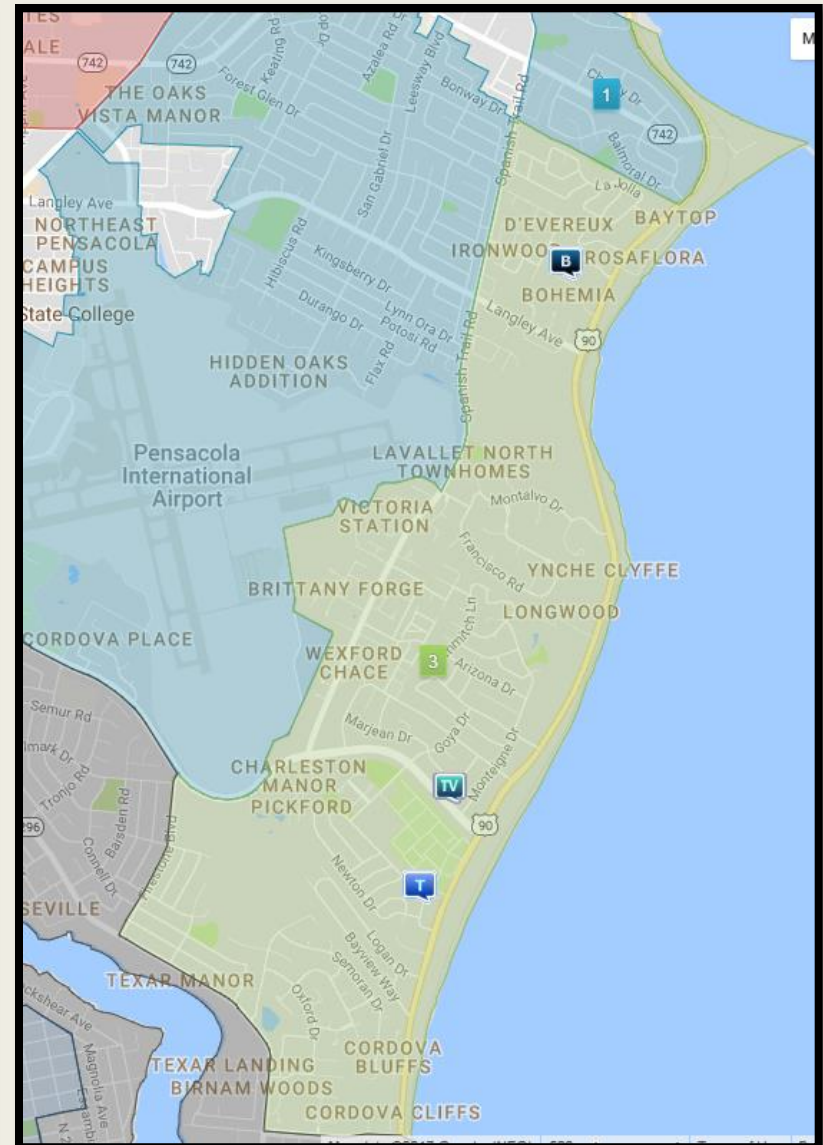 ALE
742
742
THE OAKS
VISTA MANOR
Forest Glen Dr
Keating Rd
Azalea Rd
Leesway Blvd
Bonway Dr
Spanish Trail Rd
1
742
Balmoral Dr
M
Langley Ave
NORTHEAST
PENSACOLA
CAMPUS
HEIGHTS
State College
San Gabriel Dr
Hibiscus Rd
Kingsberry Dr
Durango Dr
Lynn Ora Dr
Potosi Rd
Flax Rd
HIDDEN OAKS
ADDITION
D'EVEREUX
BAYTOP
B
ROSAFLORA
BOHEMIA
Langley Ave
90
Spanish Trail Rd
Pensacola
International
Airport
LAVALLET NORTH
TOWNHOMES
VICTORIA
STATION
Montalvo Dr
Francisco Rd
YNCHE CLYFFE
BRITTANY FORGE
LONGWOOD
CORDOVA PLACE
WEXFORD
CHACE
3
Arizona Dr
Marjean Dr
Goya Dr
Monteigne Dr
Semur Rd
Tronjo Rd
Baisden Rd
Connell Dr
296
CHARLESTON
MANOR
PICKFORD
TV
90
Firestone Blvd
Newton Dr
T
Logan Dr
Bayview Way
Semoran Dr
Oxford Dr
SEVILLE
TEXAR MANOR
Magnolia Ave
TEXAR LANDING
BIRNAM WOODS
CORDOVA
BLUFFS
CORDOVA CLIFFS